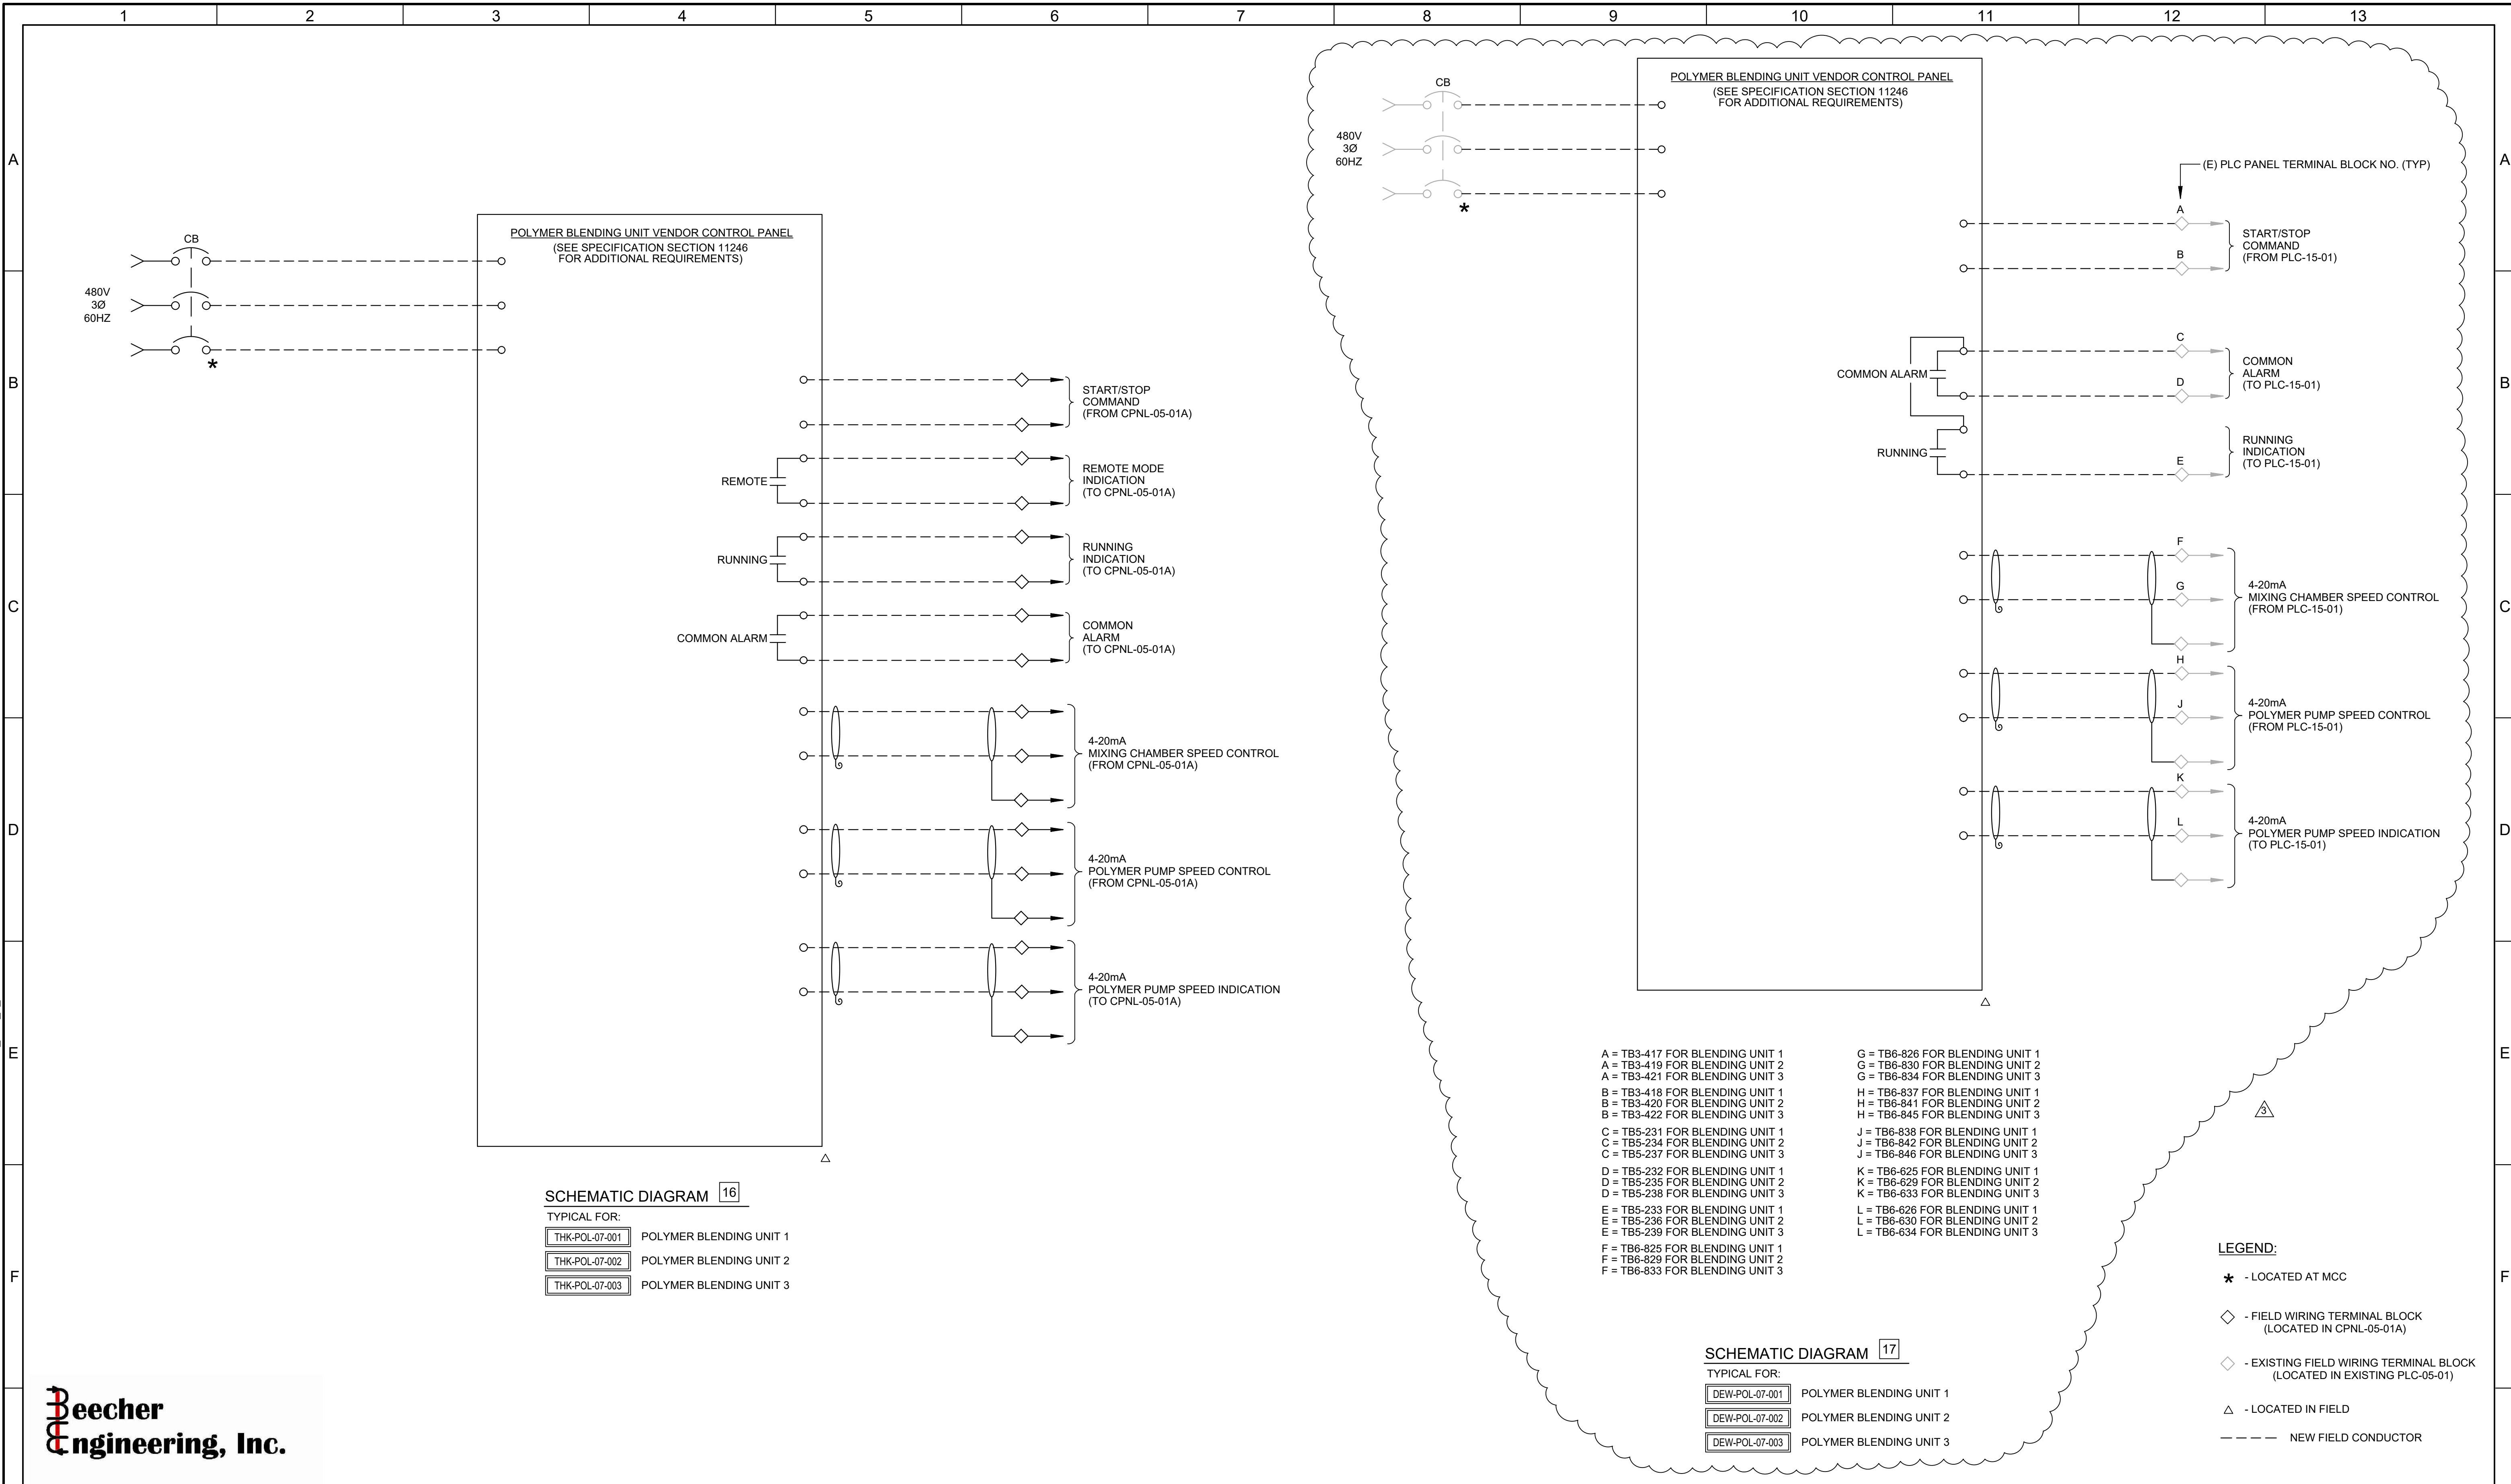 1 2 3 4 5 6 7 8 9 10 11 12 13
A
B
C
D
E
F
CB
480V
3Ø
60HZ
*
POLYMER BLENDING UNIT VENDOR CONTROL PANEL
(SEE SPECIFICATION SECTION 11246
FOR ADDITIONAL REQUIREMENTS)
START/STOP
COMMAND
(FROM CPNL-05-01A)
REMOTE
REMOTE MODE
INDICATION
(TO CPNL-05-01A)
RUNNING
RUNNING
INDICATION
(TO CPNL-05-01A)
COMMON ALARM
COMMON
ALARM
(TO CPNL-05-01A)
4-20mA
MIXING CHAMBER SPEED CONTROL
(FROM CPNL-05-01A)
4-20mA
POLYMER PUMP SPEED CONTROL
(FROM CPNL-05-01A)
4-20mA
POLYMER PUMP SPEED INDICATION
(TO CPNL-05-01A)
SCHEMATIC DIAGRAM 16
TYPICAL FOR:
THK-POL-07-001 POLYMER BLENDING UNIT 1
THK-POL-07-002 POLYMER BLENDING UNIT 2
THK-POL-07-003 POLYMER BLENDING UNIT 3
Beecher
Engineering, Inc.
CB
480V
3Ø
60HZ
*
POLYMER BLENDING UNIT VENDOR CONTROL PANEL
(SEE SPECIFICATION SECTION 11246
FOR ADDITIONAL REQUIREMENTS)
(E) PLC PANEL TERMINAL BLOCK NO. (TYP)
A
B
START/STOP
COMMAND
(FROM PLC-15-01)
COMMON ALARM
C
D
COMMON
ALARM
(TO PLC-15-01)
RUNNING
E
RUNNING
INDICATION
(TO PLC-15-01)
F
G
4-20mA
MIXING CHAMBER SPEED CONTROL
(FROM PLC-15-01)
H
J
4-20mA
POLYMER PUMP SPEED CONTROL
(FROM PLC-15-01)
K
L
4-20mA
POLYMER PUMP SPEED INDICATION
(TO PLC-15-01)
A = TB3-417 FOR BLENDING UNIT 1
A = TB3-419 FOR BLENDING UNIT 2
A = TB3-421 FOR BLENDING UNIT 3
B = TB3-418 FOR BLENDING UNIT 1
B = TB3-420 FOR BLENDING UNIT 2
B = TB3-422 FOR BLENDING UNIT 3
C = TB5-231 FOR BLENDING UNIT 1
C = TB5-234 FOR BLENDING UNIT 2
C = TB5-237 FOR BLENDING UNIT 3
D = TB5-232 FOR BLENDING UNIT 1
D = TB5-235 FOR BLENDING UNIT 2
D = TB5-238 FOR BLENDING UNIT 3
E = TB5-233 FOR BLENDING UNIT 1
E = TB5-236 FOR BLENDING UNIT 2
E = TB5-239 FOR BLENDING UNIT 3
F = TB6-825 FOR BLENDING UNIT 1
F = TB6-829 FOR BLENDING UNIT 2
F = TB6-833 FOR BLENDING UNIT 3
G = TB6-826 FOR BLENDING UNIT 1
G = TB6-830 FOR BLENDING UNIT 2
G = TB6-834 FOR BLENDING UNIT 3
H = TB6-837 FOR BLENDING UNIT 1
H = TB6-841 FOR BLENDING UNIT 2
H = TB6-845 FOR BLENDING UNIT 3
J = TB6-838 FOR BLENDING UNIT 1
J = TB6-842 FOR BLENDING UNIT 2
J = TB6-846 FOR BLENDING UNIT 3
K = TB6-625 FOR BLENDING UNIT 1
K = TB6-629 FOR BLENDING UNIT 2
K = TB6-633 FOR BLENDING UNIT 3
L = TB6-626 FOR BLENDING UNIT 1
L = TB6-630 FOR BLENDING UNIT 2
L = TB6-634 FOR BLENDING UNIT 3
3
SCHEMATIC DIAGRAM 17
TYPICAL FOR:
DEW-POL-07-001 POLYMER BLENDING UNIT 1
DEW-POL-07-002 POLYMER BLENDING UNIT 2
DEW-POL-07-003 POLYMER BLENDING UNIT 3
LEGEND:
* - LOCATED AT MCC
- FIELD WIRING TERMINAL BLOCK
(LOCATED IN CPNL-05-01A)
- EXISTING FIELD WIRING TERMINAL BLOCK
(LOCATED IN EXISTING PLC-05-01)
- LOCATED IN FIELD
NEW FIELD CONDUCTOR
A
B
C
D
E
F